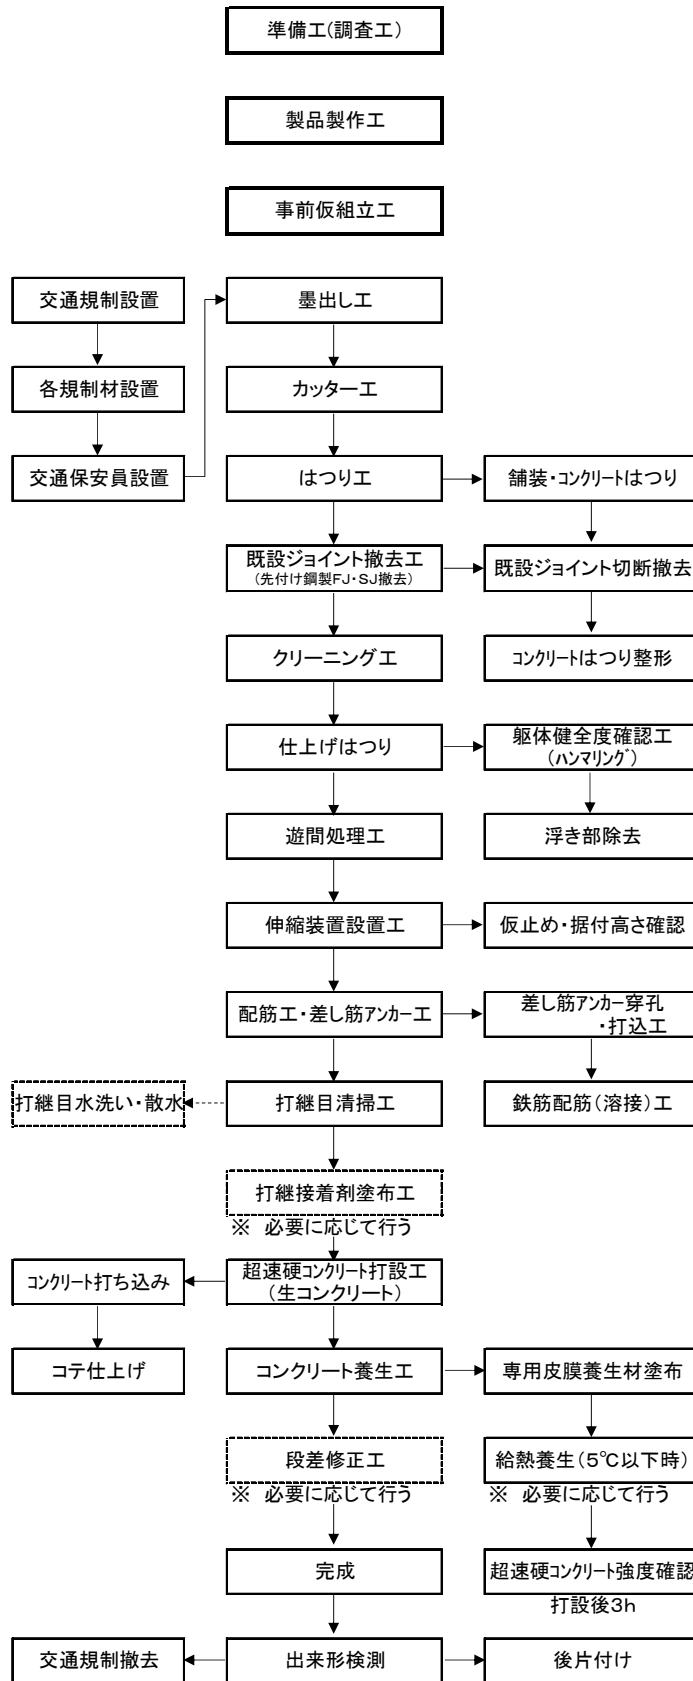 準備工(調査工)
製品製作工
事前仮組立工
交通規制設置
墨出し工
各規制材設置
カッター工
交通保安員設置
はつり工
舗装・コンクリートはつり
既設ジョイント撤去工
(先付け鋼製FJ・SJ撤去)
既設ジョイント切断撤去
クリーニング工
コンクリートはつり整形
仕上げはつり
躯体健全度確認工
(ハンマリング)
遊間処理工
浮き部除去
伸縮装置設置工
仮止め・据付高さ確認
配筋工・差し筋アンカー工
差し筋アンカー穿孔
・打込工
打継目水洗い・散水
打継目清掃工
鉄筋配筋(溶接)工
打継接着剤塗布工
※ 必要に応じて行う
コンクリート打ち込み
超速硬コンクリート打設工
(生コンクリート)
コテ仕上げ
コンクリート養生工
専用皮膜養生材塗布
段差修正工
※ 必要に応じて行う
給熱養生(5℃以下時)
※ 必要に応じて行う
完成
超速硬コンクリート強度確認
打設後3h
交通規制撤去
出来形検測
後片付け